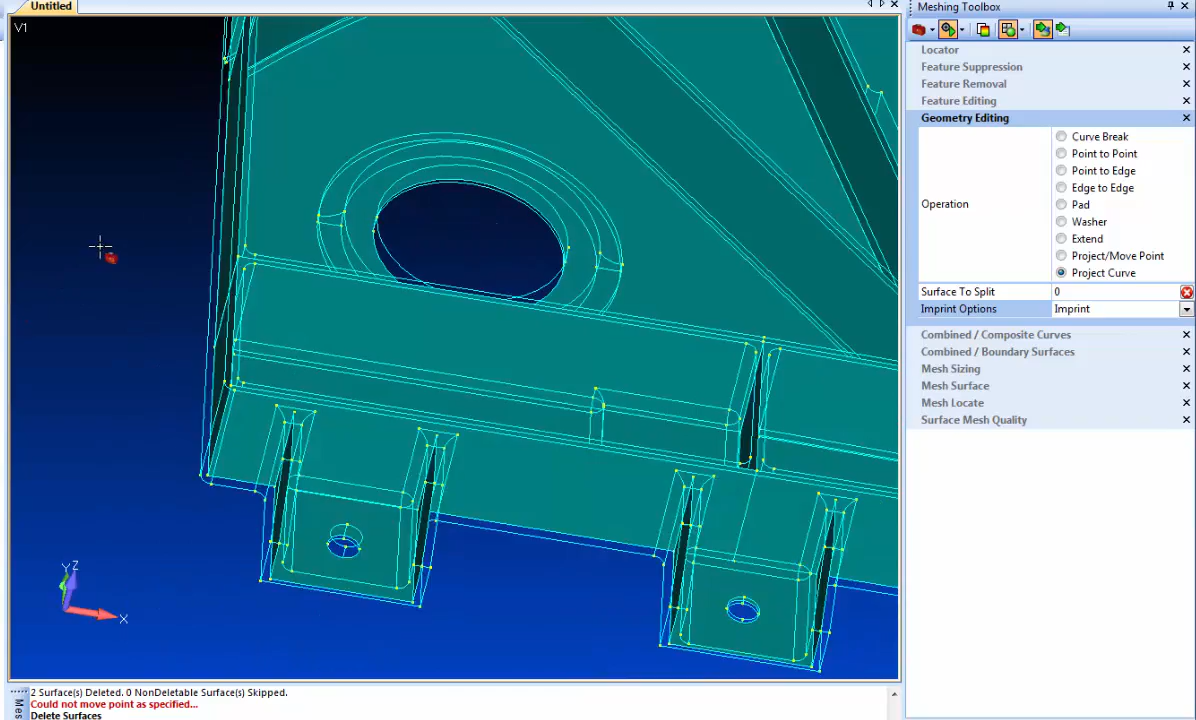 Untitled
Meshing Toolbox
V1
Locator
Feature Suppression
Feature Removal
Feature Editing
Geometry Editing
Operation
Curve Break
Point to Point
Point to Edge
Edge to Edge
Pad
Washer
Extend
Project/Move Point
Project Curve
Surface To Split 0
Imprint Options Imprint
Combined / Composite Curves
Combined / Boundary Surfaces
Mesh Sizing
Mesh Surface
Mesh Locate
Surface Mesh Quality
Y Z
X
Mes
2 Surface(s) Deleted. 0 NonDeletable Surface(s) Skipped.
Could not move point as specified...
Delete Surfaces